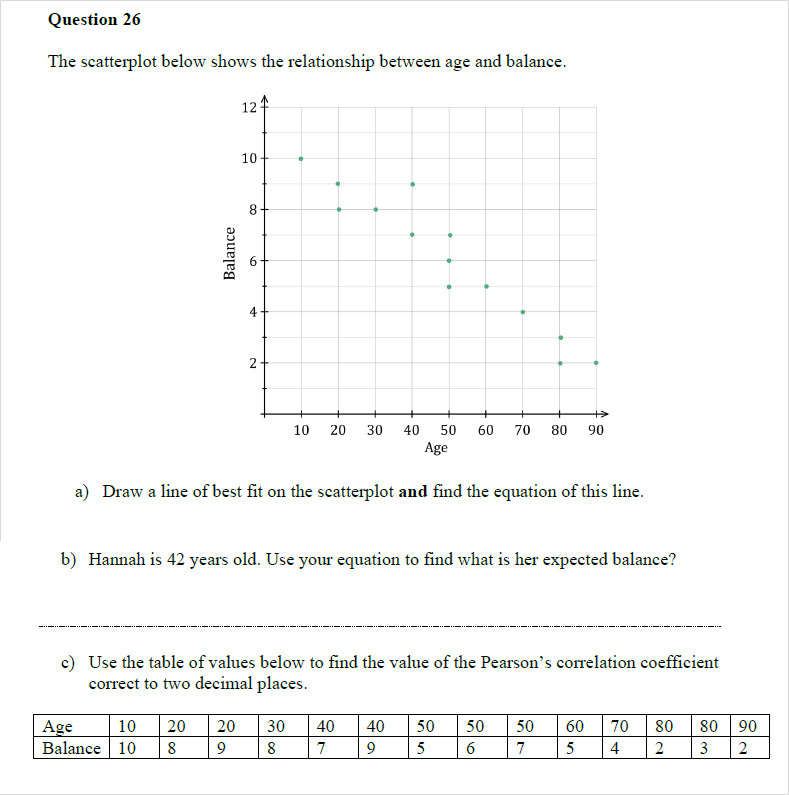 Question 26
The scatterplot below shows the relationship between age and balance.
12
10
8
6
4
2
Balance
10 20 30 40 50 60 70 80 90
Age
a) Draw a line of best fit on the scatterplot and find the equation of this line.
b) Hannah is 42 years old. Use your equation to find what is her expected balance?
c) Use the table of values below to find the value of the Pearson's correlation coefficient
correct to two decimal places.
Age 10 20 20 30 40 40 50 50 50 60 70 80 80 90
Balance 10 8 9 8 7 9 5 6 7 5 4 2 3 2